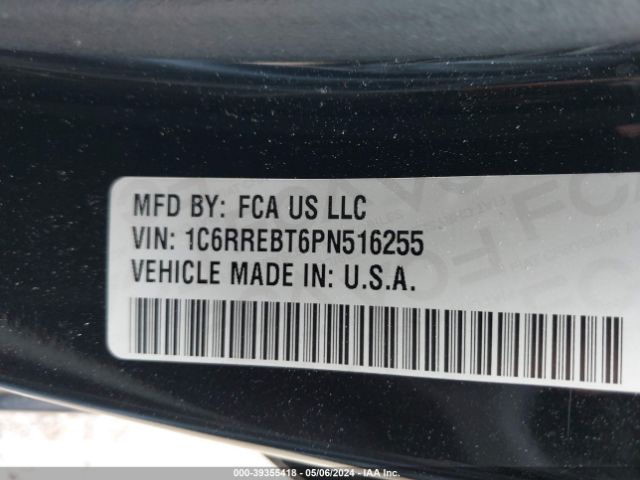 MFD BY: FCA US LLC
VIN: 1C6RREBT6PN516255
VEHICLE MADE IN: U.S.A.
000-39355418 - 05/06/2024 - IAA Inc.